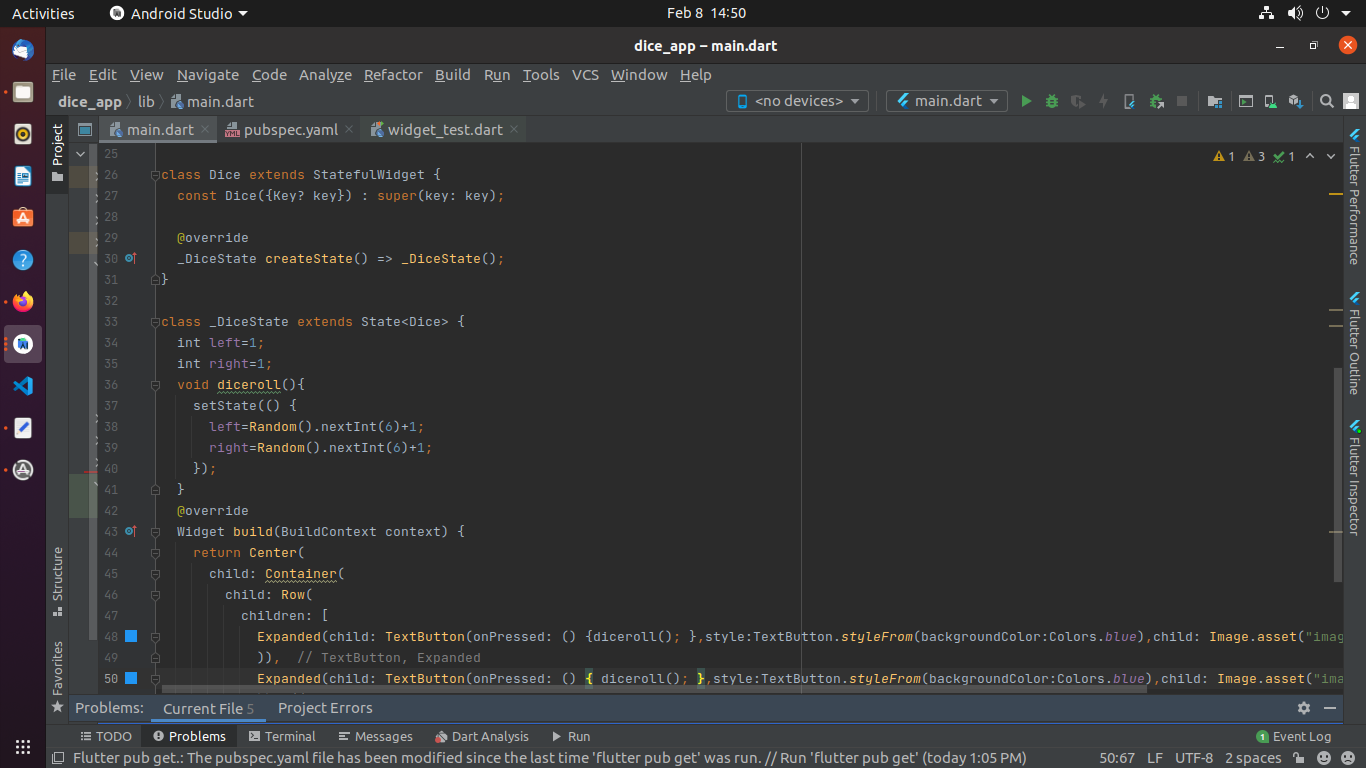 Activities Android Studio Feb 8 14:50
dice_app – main.dart
File Edit View Navigate Code Analyze Refactor Build Run Tools VCS Window Help
dice_app lib main.dart <no devices> main.dart
Project main.dart pubspec.yaml widget_test.dart
25 1 3 1
26 class Dice extends StatefulWidget {
27 const Dice({Key? key}) : super(key: key);
28
29 @override
30 _DiceState createState() => _DiceState();
31 }
32
33 class _DiceState extends State<Dice> {
34 int left=1;
35 int right=1;
36 void diceroll(){
37 setState(() {
38 left=Random().nextInt(6)+1;
39 right=Random().nextInt(6)+1;
40 });
41 }
42 @override
43 Widget build(BuildContext context) {
44 return Center(
45 child: Container(
46 child: Row(
47 children: [
48 Expanded(child: TextButton(onPressed: () {diceroll(); },style:TextButton.styleFrom(backgroundColor:Colors.blue),child: Image.asset("imag
49 )), // TextButton, Expanded
50 Expanded(child: TextButton(onPressed: () { diceroll(); },style:TextButton.styleFrom(backgroundColor:Colors.blue),child: Image.asset("ima
Structure
Favorites
Flutter Performance
Flutter Outline
Flutter Inspector
Problems: Current File 5 Project Errors
TODO Problems Terminal Messages Dart Analysis Run 1 Event Log
Flutter pub get.: The pubspec.yaml file has been modified since the last time 'flutter pub get' was run. // Run 'flutter pub get' (today 1:05 PM) 50:67 LF UTF-8 2 spaces